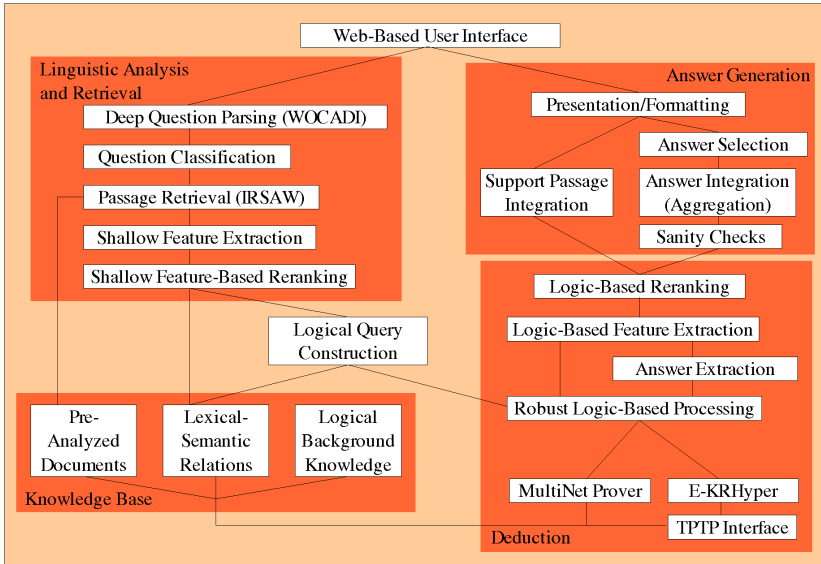 Web-Based User Interface
Linguistic Analysis
and Retrieval
Deep Question Parsing (WOCADI)
Question Classification
Passage Retrieval (IRSAW)
Shallow Feature Extraction
Shallow Feature-Based Reranking
Answer Generation
Presentation/Formatting
Answer Selection
Support Passage
Integration
Answer Integration
(Aggregation)
Sanity Checks
Logical Query
Construction
Logic-Based Reranking
Logic-Based Feature Extraction
Answer Extraction
Robust Logic-Based Processing
MultiNet Prover
E-KRHyper
TPTP Interface
Deduction
Pre-
Analyzed
Documents
Lexical-
Semantic
Relations
Logical
Background
Knowledge
Knowledge Base